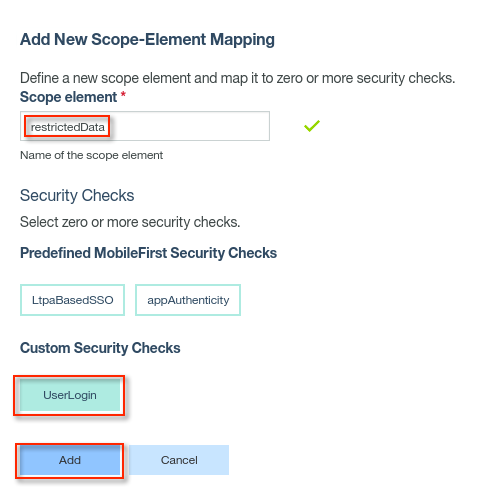 Add New Scope-Element Mapping
Define a new scope element and map it to zero or more security checks.
Scope element *
restrictedData
Name of the scope element
Security Checks
Select zero or more security checks.
Predefined MobileFirst Security Checks
LtpaBasedSSO appAuthenticity
Custom Security Checks
UserLogin
Add Cancel